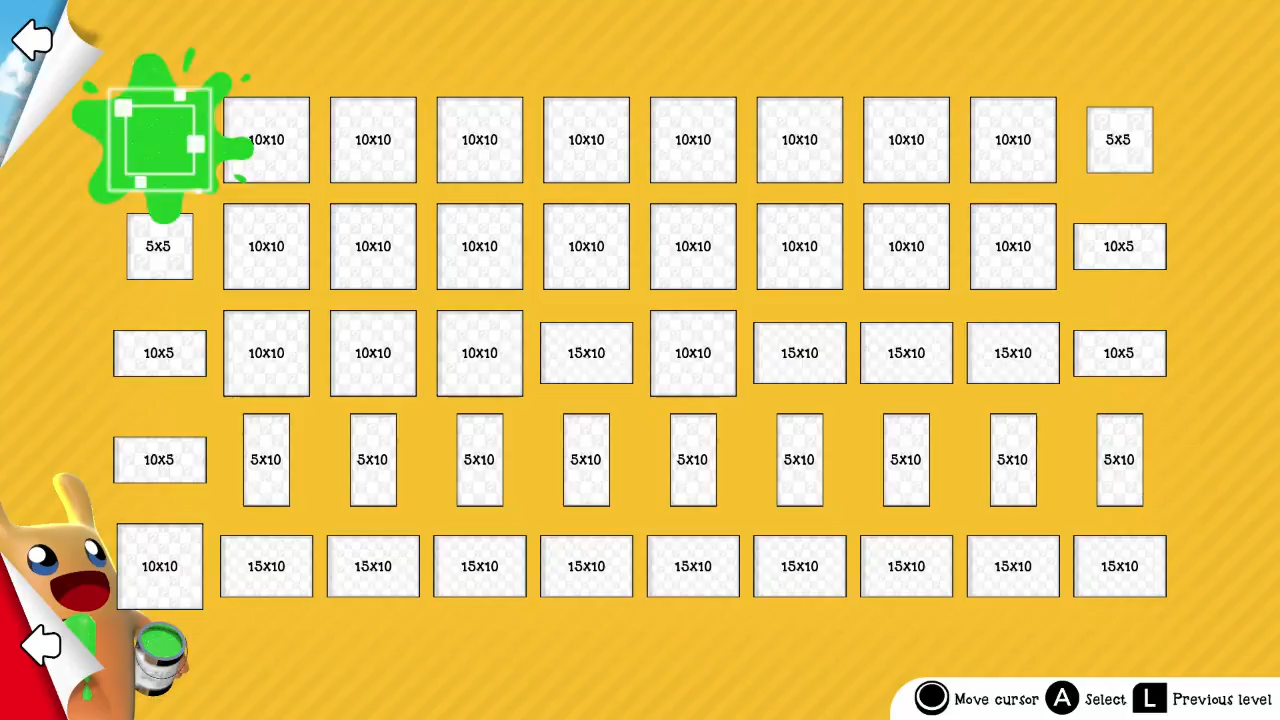 10x10 10x10 10x10 10x10 10x10 10x10 10x10 10x10 5x5
5x5 10x10 10x10 10x10 10x10 10x10 10x10 10x10 10x10 10x5
10x5 10x10 10x10 10x10 15x10 10x10 15x10 15x10 15x10 10x5
10x5 5x10 5x10 5x10 5x10 5x10 5x10 5x10 5x10 5x10
10x10 15x10 15x10 15x10 15x10 15x10 15x10 15x10 15x10 15x10
Move cursor A Select L Previous level